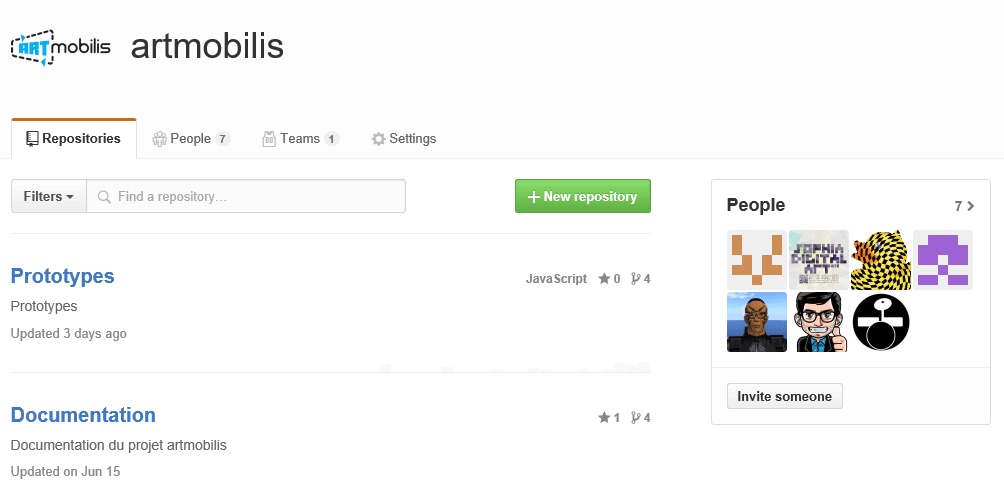 ARTmobilis
artmobilis
Repositories
People 7
Teams 1
Settings
Filters
Find a repository...
New repository
People
7
SOPHIA
DIGITAL
ART
Prototypes
JavaScript 0 4
Prototypes
Updated 3 days ago
Invite someone
Documentation
1 4
Documentation du projet artmobilis
Updated on Jun 15